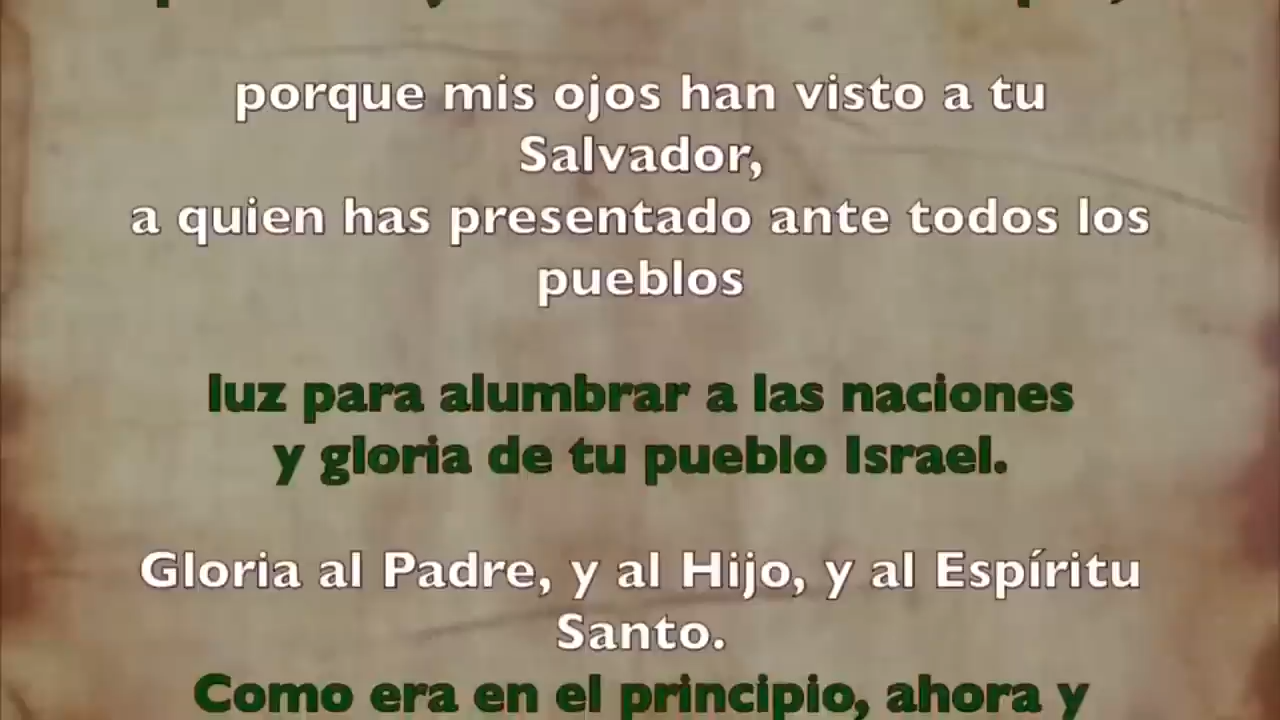 porque mis ojos han visto a tu
Salvador,
a quien has presentado ante todos los
pueblos
luz para alumbrar a las naciones
y gloria de tu pueblo Israel.
Gloria al Padre, y al Hijo, y al Espíritu
Santo.
Como era en el principio, ahora y